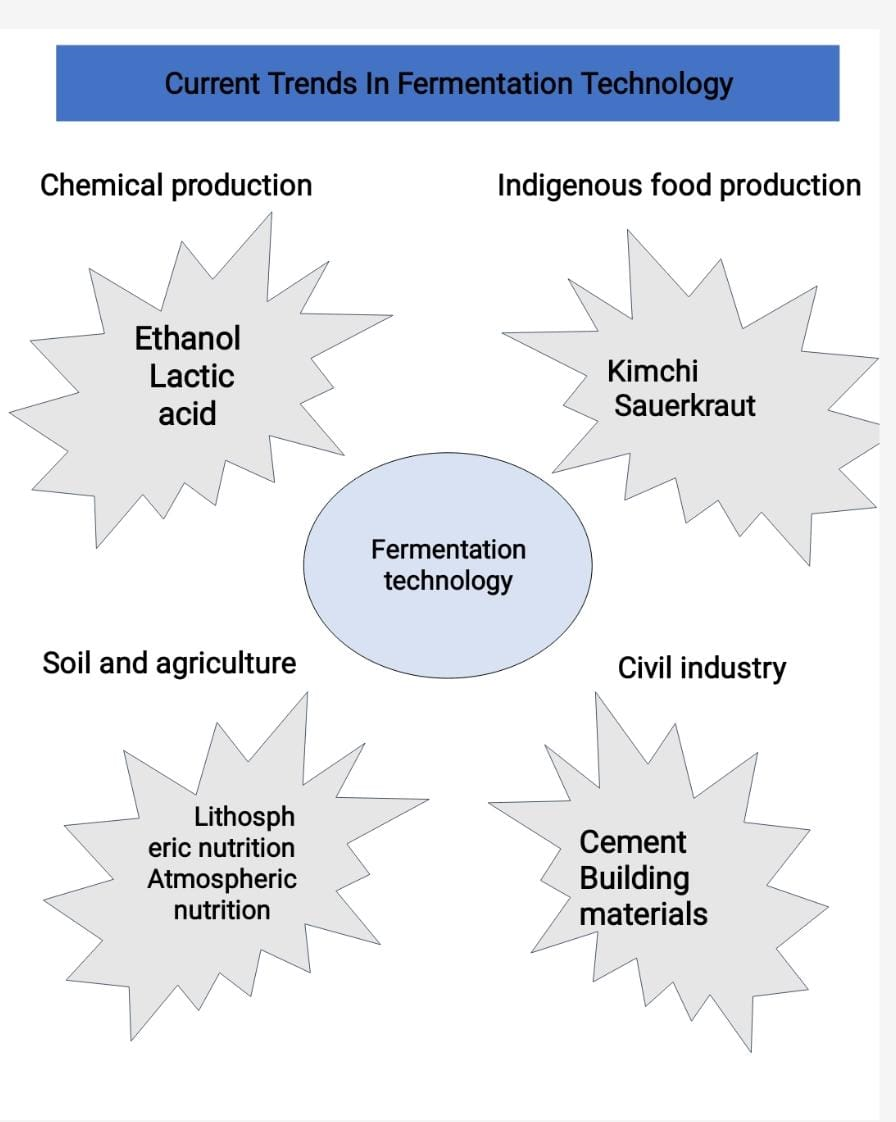 Current Trends In Fermentation Technology
Chemical production
Ethanol
Lactic
acid
Indigenous food production
Kimchi
Sauerkraut
Fermentation
technology
Soil and agriculture
Lithosph
eric nutrition
Atmospheric
nutrition
Civil industry
Cement
Building
materials